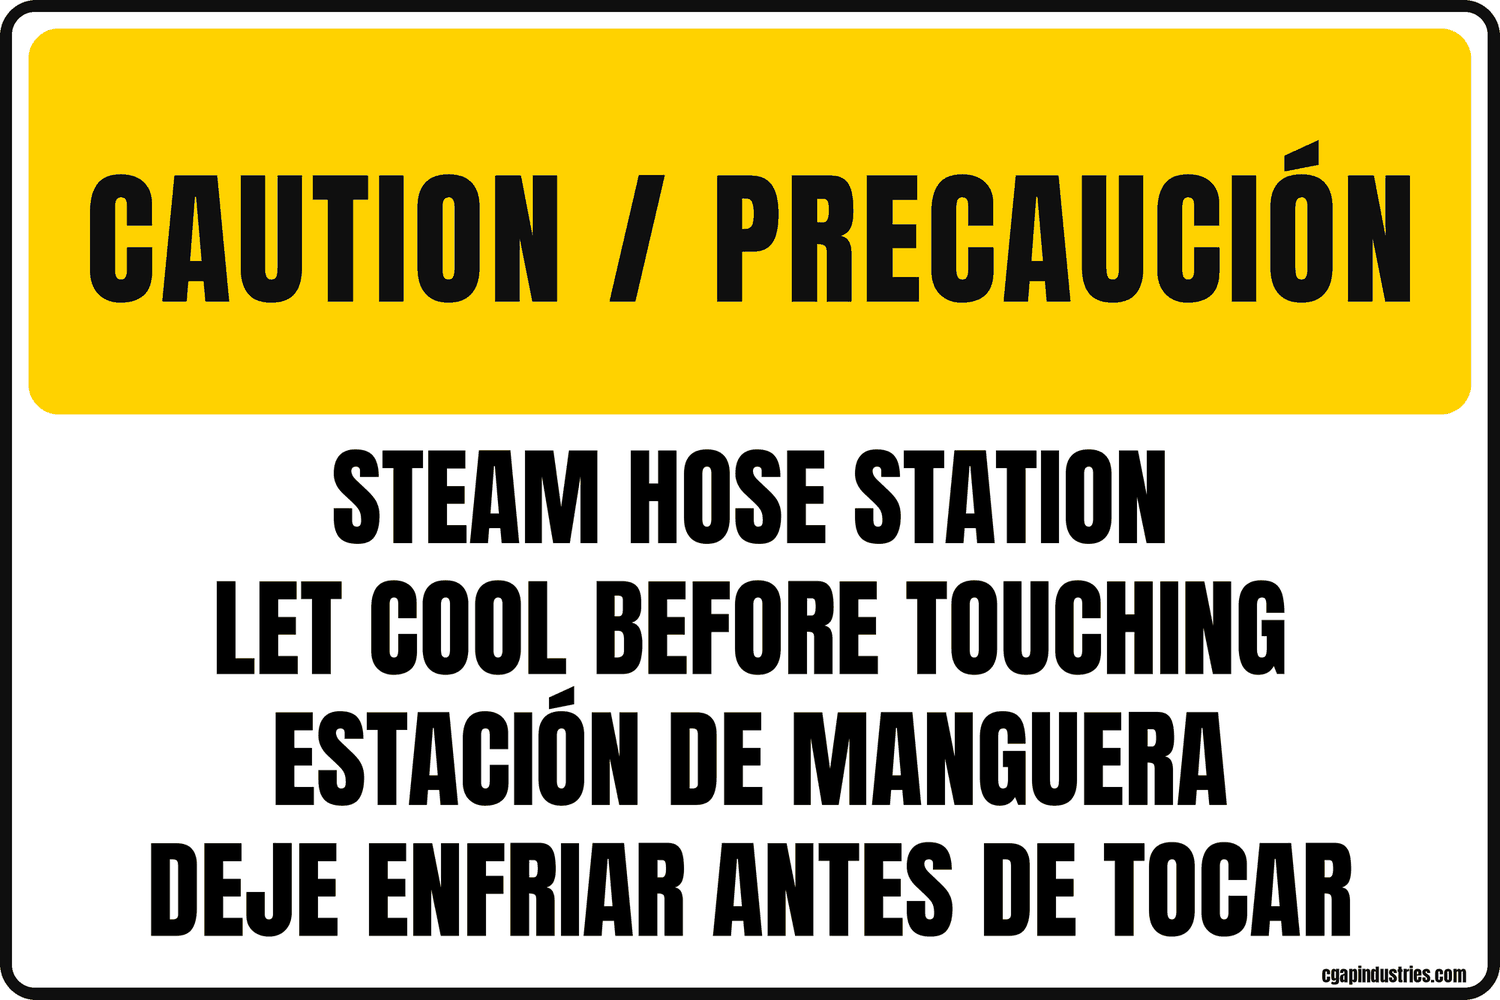 CAUTION / PRECAUCIÓN
STEAM HOSE STATION
LET COOL BEFORE TOUCHING
ESTACIÓN DE MANGUERA
DEJE ENFRIAR ANTES DE TOCAR
cgapindustries.com